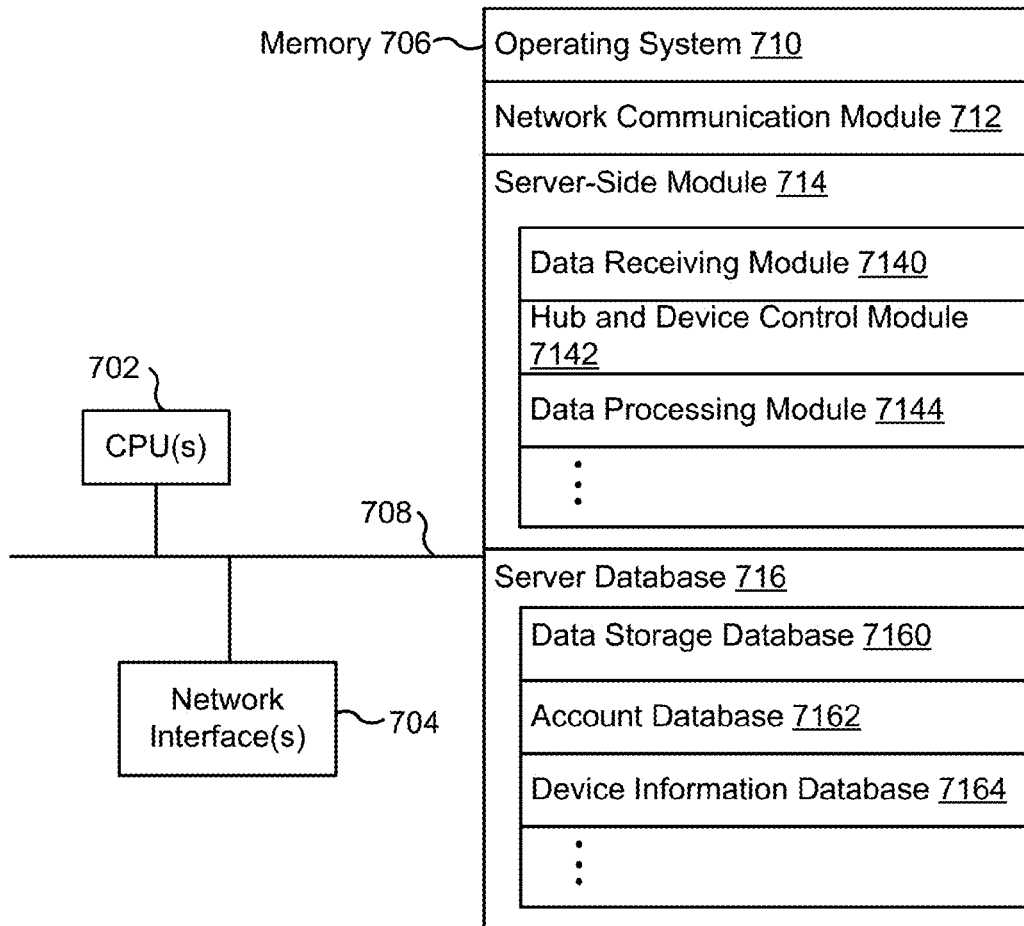 Memory 706
Operating System 710
Network Communication Module 712
Server-Side Module 714
Data Receiving Module 7140
Hub and Device Control Module
7142
Data Processing Module 7144
702
CPU(s)
708
Network
Interface(s)
704
Server Database 716
Data Storage Database 7160
Account Database 7162
Device Information Database 7164